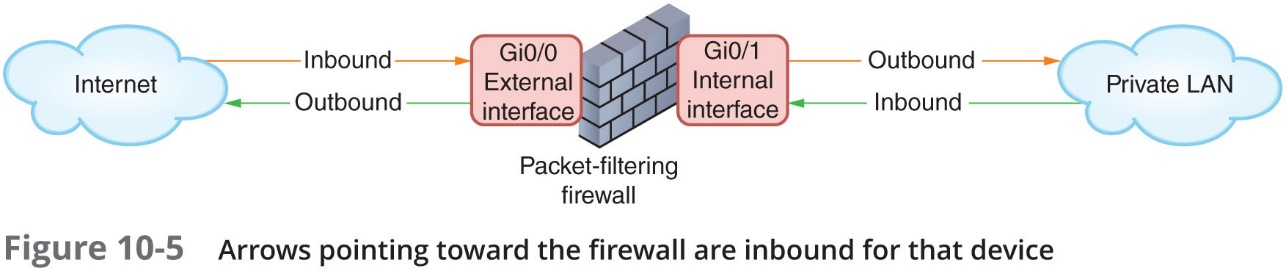 Internet
Inbound
Outbound
Gi0/0
External
interface
Packet-filtering
firewall
Gi0/1
Internal
interface
Outbound
Inbound
Private LAN
Figure 10-5 Arrows pointing toward the firewall are inbound for that device